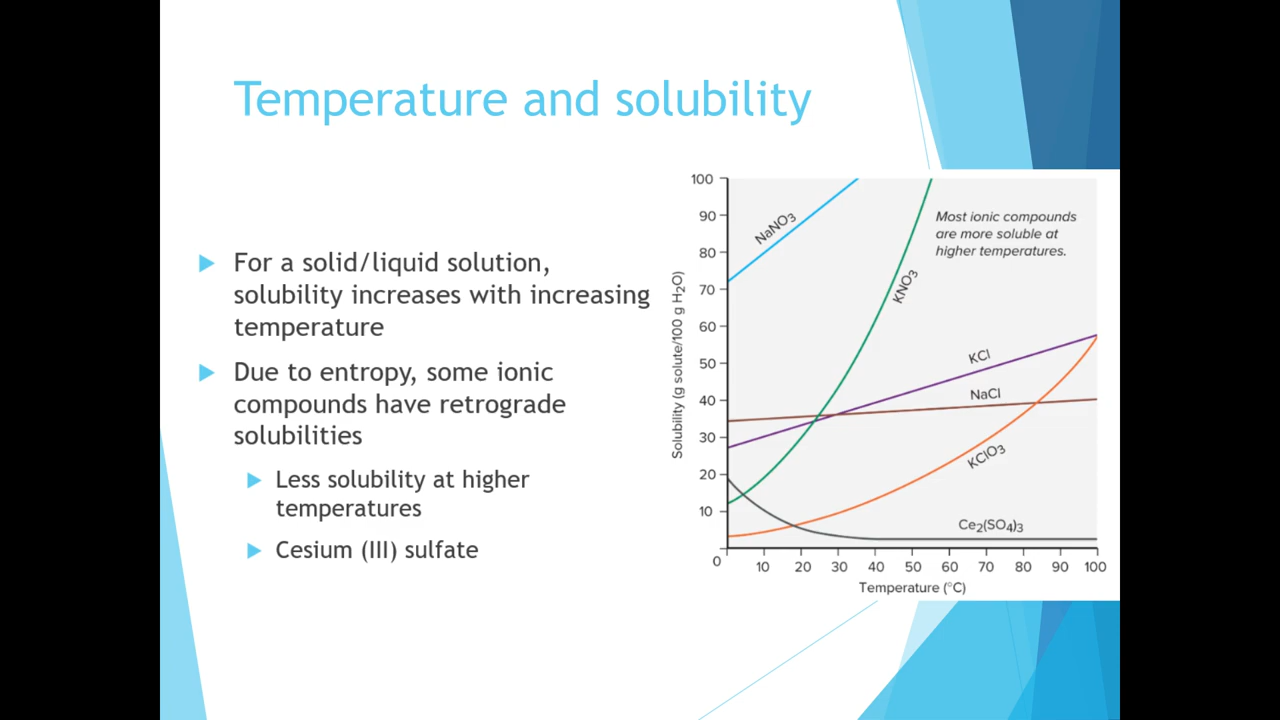 Temperature and solubility
For a solid/liquid solution,
solubility increases with increasing
temperature
Due to entropy, some ionic
compounds have retrograde
solubilities
Less solubility at higher
temperatures
Cesium (III) sulfate
100
90
80
70
60
50
40
30
20
10
0
Solubility (g solute/100 g H₂O)
NaNO₃
KNO₃
Most ionic compounds
are more soluble at
higher temperatures.
KCl
NaCl
KClO₃
Ce₂(SO₄)₃
10 20 30 40 50 60 70 80 90 100
Temperature (°C)